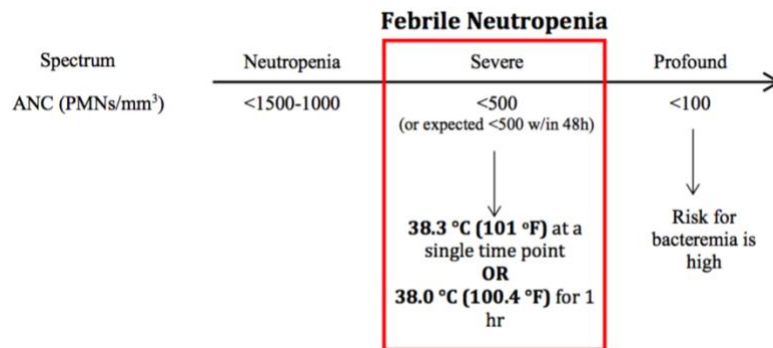 Febrile Neutropenia
Spectrum Neutropenia Severe Profound
ANC (PMNs/mm³) <1500-1000 <500 <100
(or expected <500 w/in 48h)
38.3 °C (101 ºF) at a
single time point
OR
38.0 °C (100.4 °F) for 1
hr
Risk for
bacteremia is
high